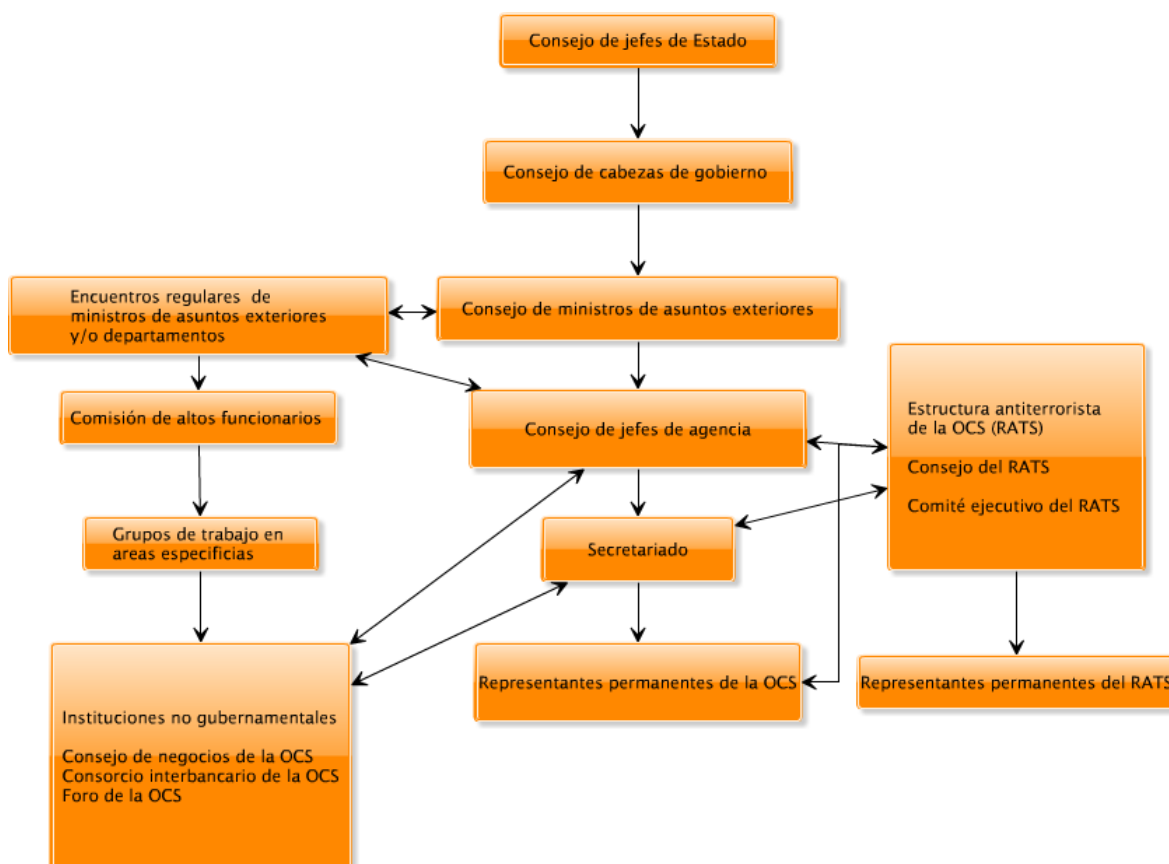 Consejo de jefes de Estado
Consejo de cabezas de gobierno
Encuentros regulares de
ministros de asuntos exteriores
y/o departamentos
Consejo de ministros de asuntos exteriores
Comisión de altos funcionarios
Consejo de jefes de agencia
Estructura antiterrorista
de la OCS (RATS)
Consejo del RATS
Comité ejecutivo del RATS
Grupos de trabajo en
areas especificias
Secretariado
Instituciones no gubernamentales
Consejo de negocios de la OCS
Consorcio interbancario de la OCS
Foro de la OCS
Representantes permanentes de la OCS
Representantes permanentes del RATS